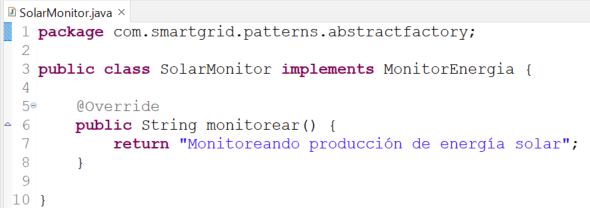 SolarMonitor.java
1 package com.smartgrid.patterns.abstractfactory;
2
3 public class SolarMonitor implements MonitorEnergia {
4
5     @Override
6     public String monitorear() {
7         return "Monitoreando producción de energía solar";
8     }
9
10 }